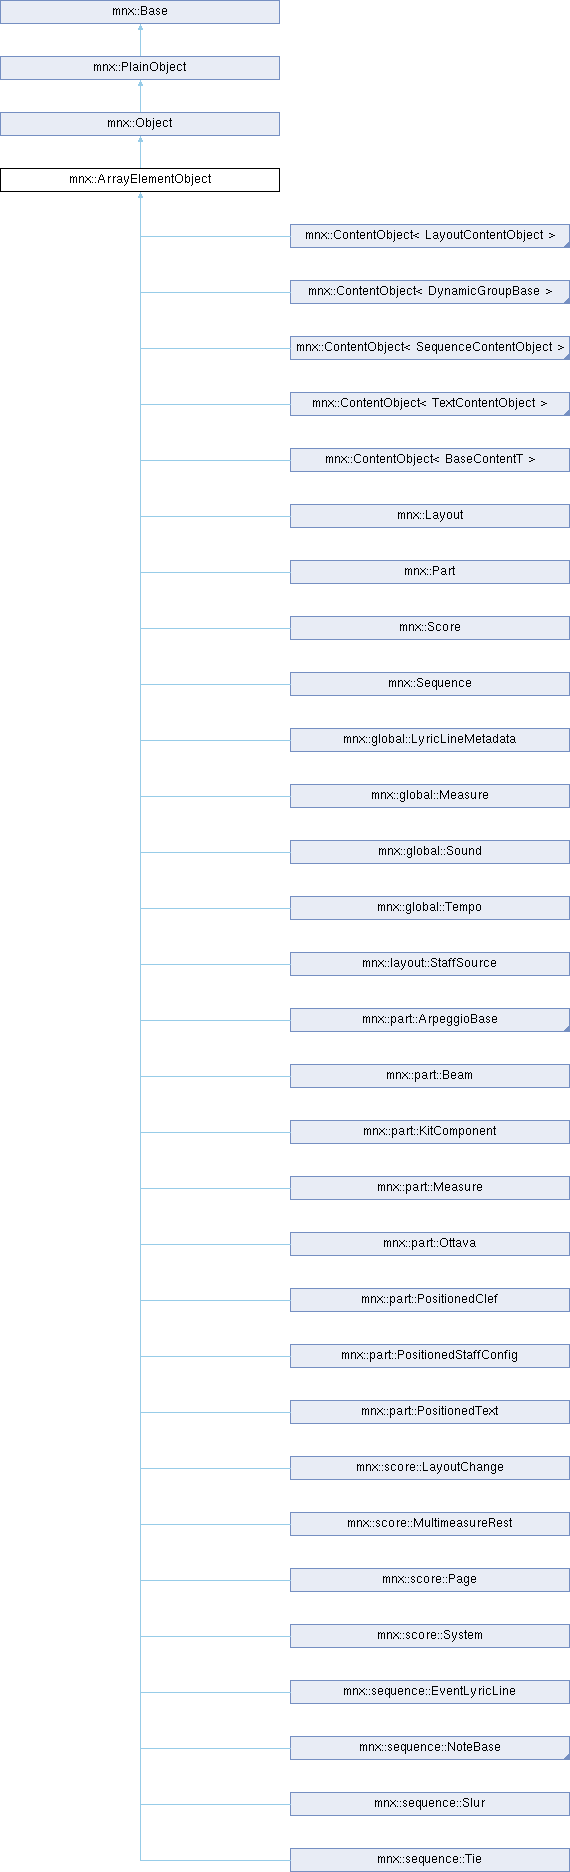 mnx::Base
mnx::PlainObject
mnx::Object
mnx::ArrayElementObject
mnx::ContentObject< LayoutContentObject >
mnx::ContentObject< DynamicGroupBase >
mnx::ContentObject< SequenceContentObject >
mnx::ContentObject< TextContentObject >
mnx::ContentObject< BaseContentT >
mnx::Layout
mnx::Part
mnx::Score
mnx::Sequence
mnx::global::LyricLineMetadata
mnx::global::Measure
mnx::global::Sound
mnx::global::Tempo
mnx::layout::StaffSource
mnx::part::ArpeggioBase
mnx::part::Beam
mnx::part::KitComponent
mnx::part::Measure
mnx::part::Ottava
mnx::part::PositionedClef
mnx::part::PositionedStaffConfig
mnx::part::PositionedText
mnx::score::LayoutChange
mnx::score::MultimeasureRest
mnx::score::Page
mnx::score::System
mnx::sequence::EventLyricLine
mnx::sequence::NoteBase
mnx::sequence::Slur
mnx::sequence::Tie